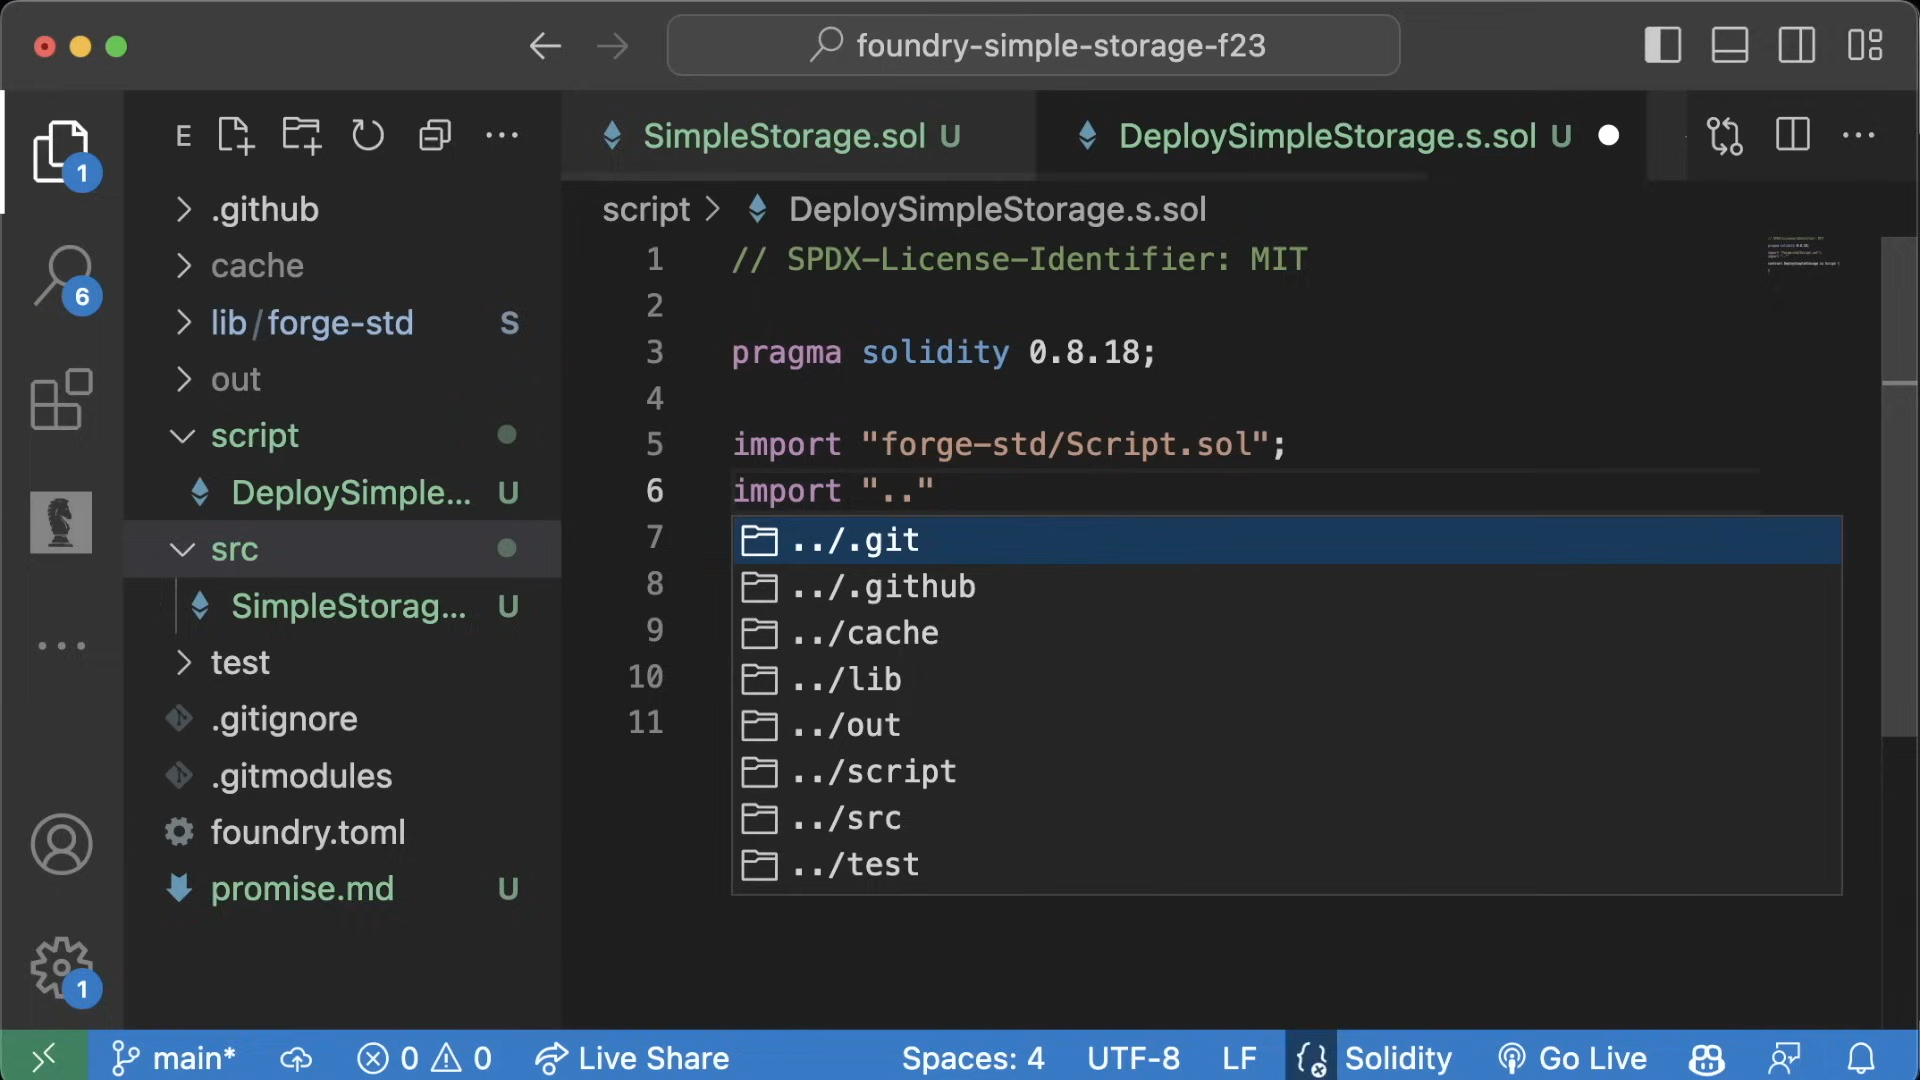 foundry-simple-storage-f23
E
SimpleStorage.sol U
DeploySimpleStorage.s.sol U
1
6
1
.github
cache
lib/forge-std S
out
script
DeploySimple... U
src
SimpleStorag... U
test
.gitignore
.gitmodules
foundry.toml
promise.md U
script > DeploySimpleStorage.s.sol
1 // SPDX-License-Identifier: MIT
2
3 pragma solidity 0.8.18;
4
5 import "forge-std/Script.sol";
6 import ".."
7
8
9
10
11
../.git
../.github
../cache
../lib
../out
../script
../src
../test
main* 0 0 Live Share Spaces: 4 UTF-8 LF Solidity Go Live